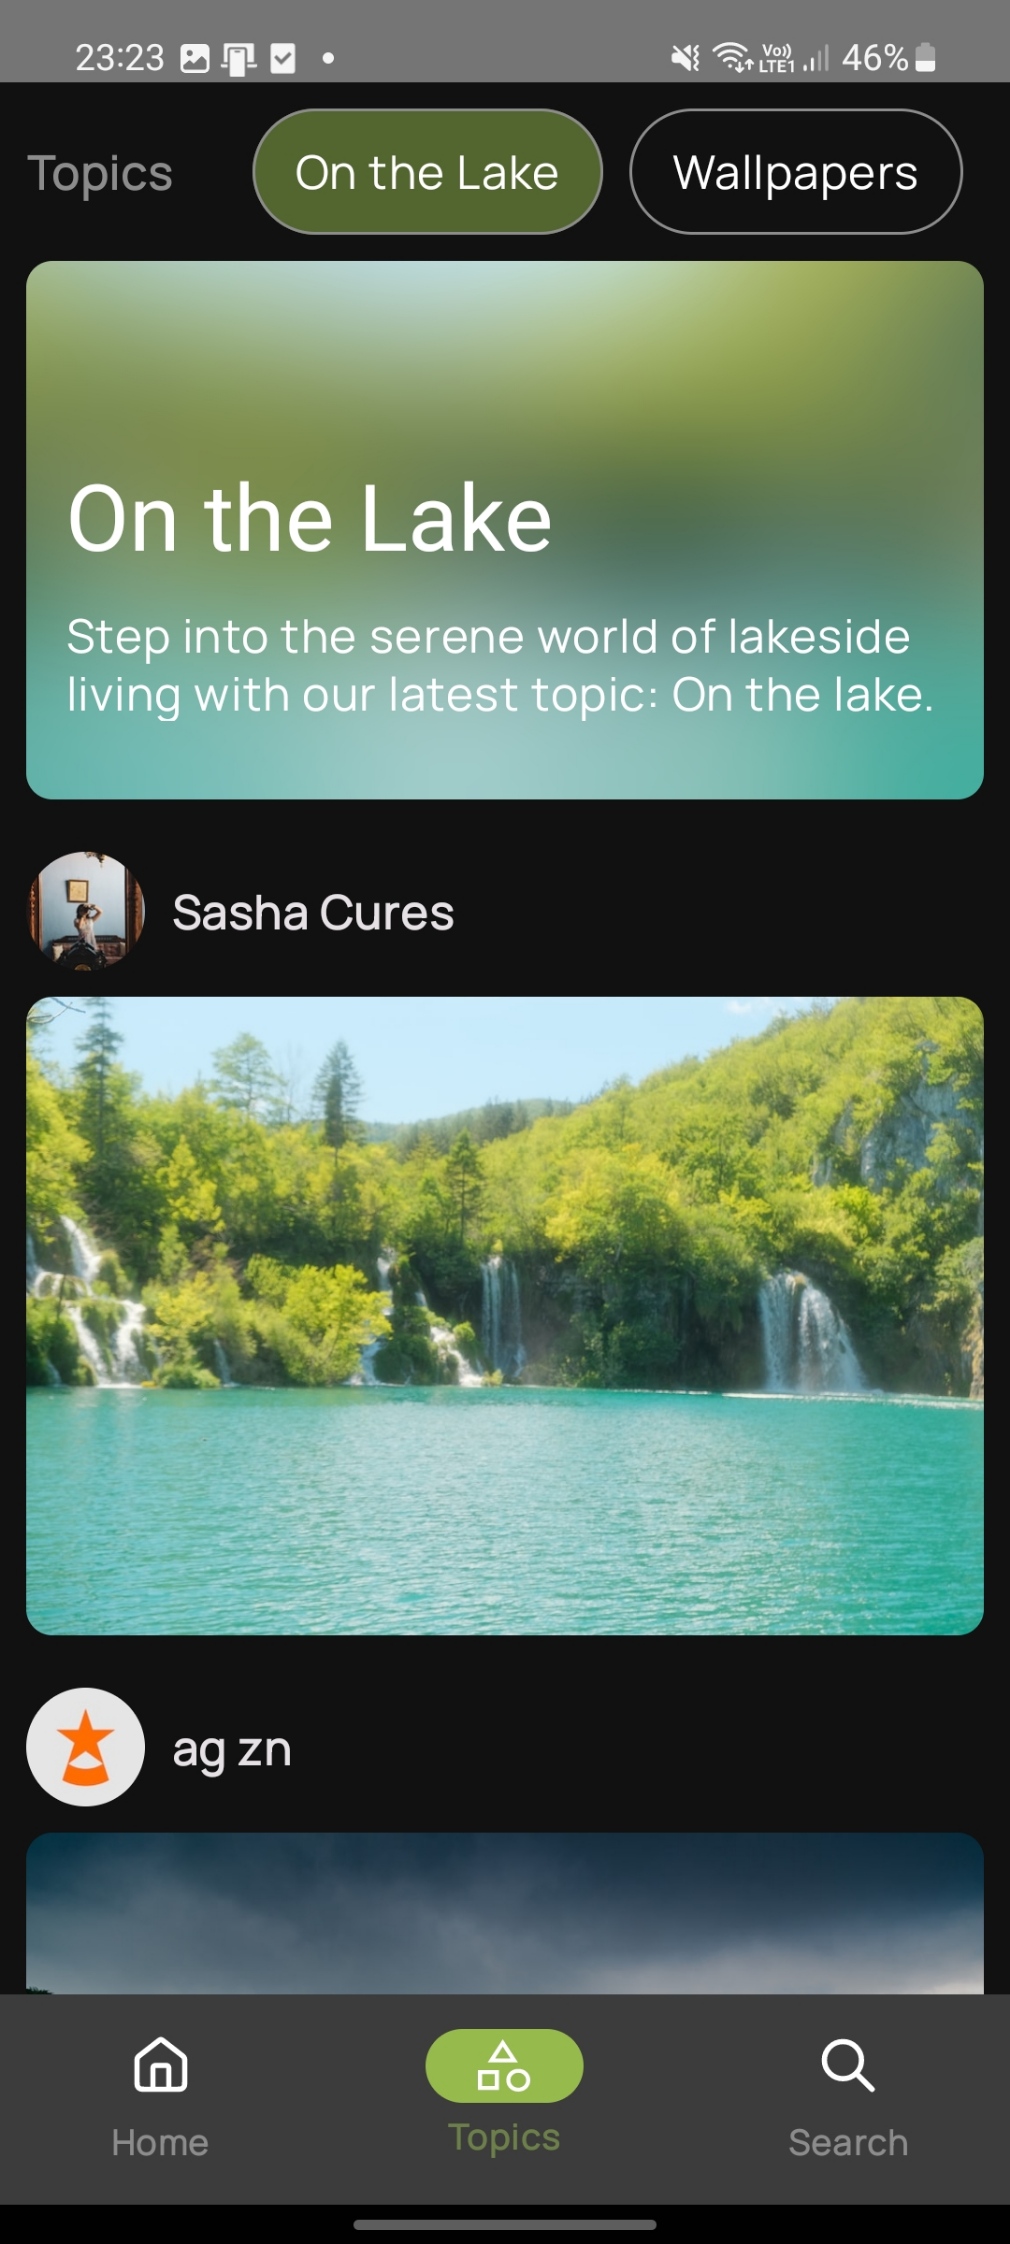 23:23 Vo)) LTE1 46%
Topics On the Lake Wallpapers
On the Lake
Step into the serene world of lakeside
living with our latest topic: On the lake.
Sasha Cures
ag zn
Home Topics Search